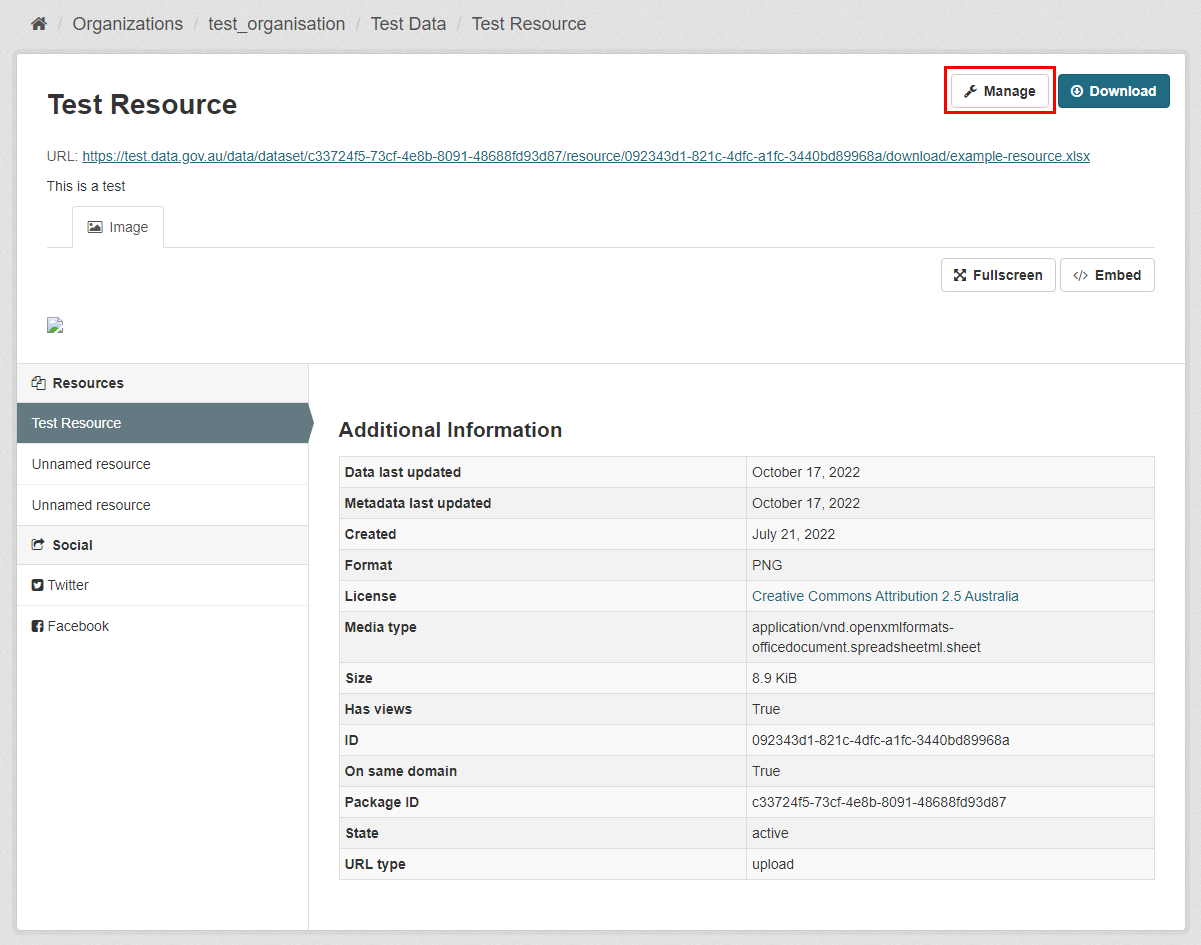 / Organizations / test_organisation / Test Data / Test Resource
Manage
Download
Test Resource
URL: https://test.data.gov.au/data/dataset/c33724f5-73cf-4e8b-8091-48688fd93d87/resource/092343d1-821c-4dfc-a1fc-3440bd89968a/download/example-resource.xlsx
This is a test
Image
Fullscreen
</> Embed
Resources
Test Resource
Unnamed resource
Unnamed resource
Social
Twitter
Facebook
Additional Information
Data last updated October 17, 2022
Metadata last updated October 17, 2022
Created July 21, 2022
Format PNG
License Creative Commons Attribution 2.5 Australia
Media type application/vnd.openxmlformats-
officedocument.spreadsheetml.sheet
Size 8.9 KiB
Has views True
ID 092343d1-821c-4dfc-a1fc-3440bd89968a
On same domain True
Package ID c33724f5-73cf-4e8b-8091-48688fd93d87
State active
URL type upload